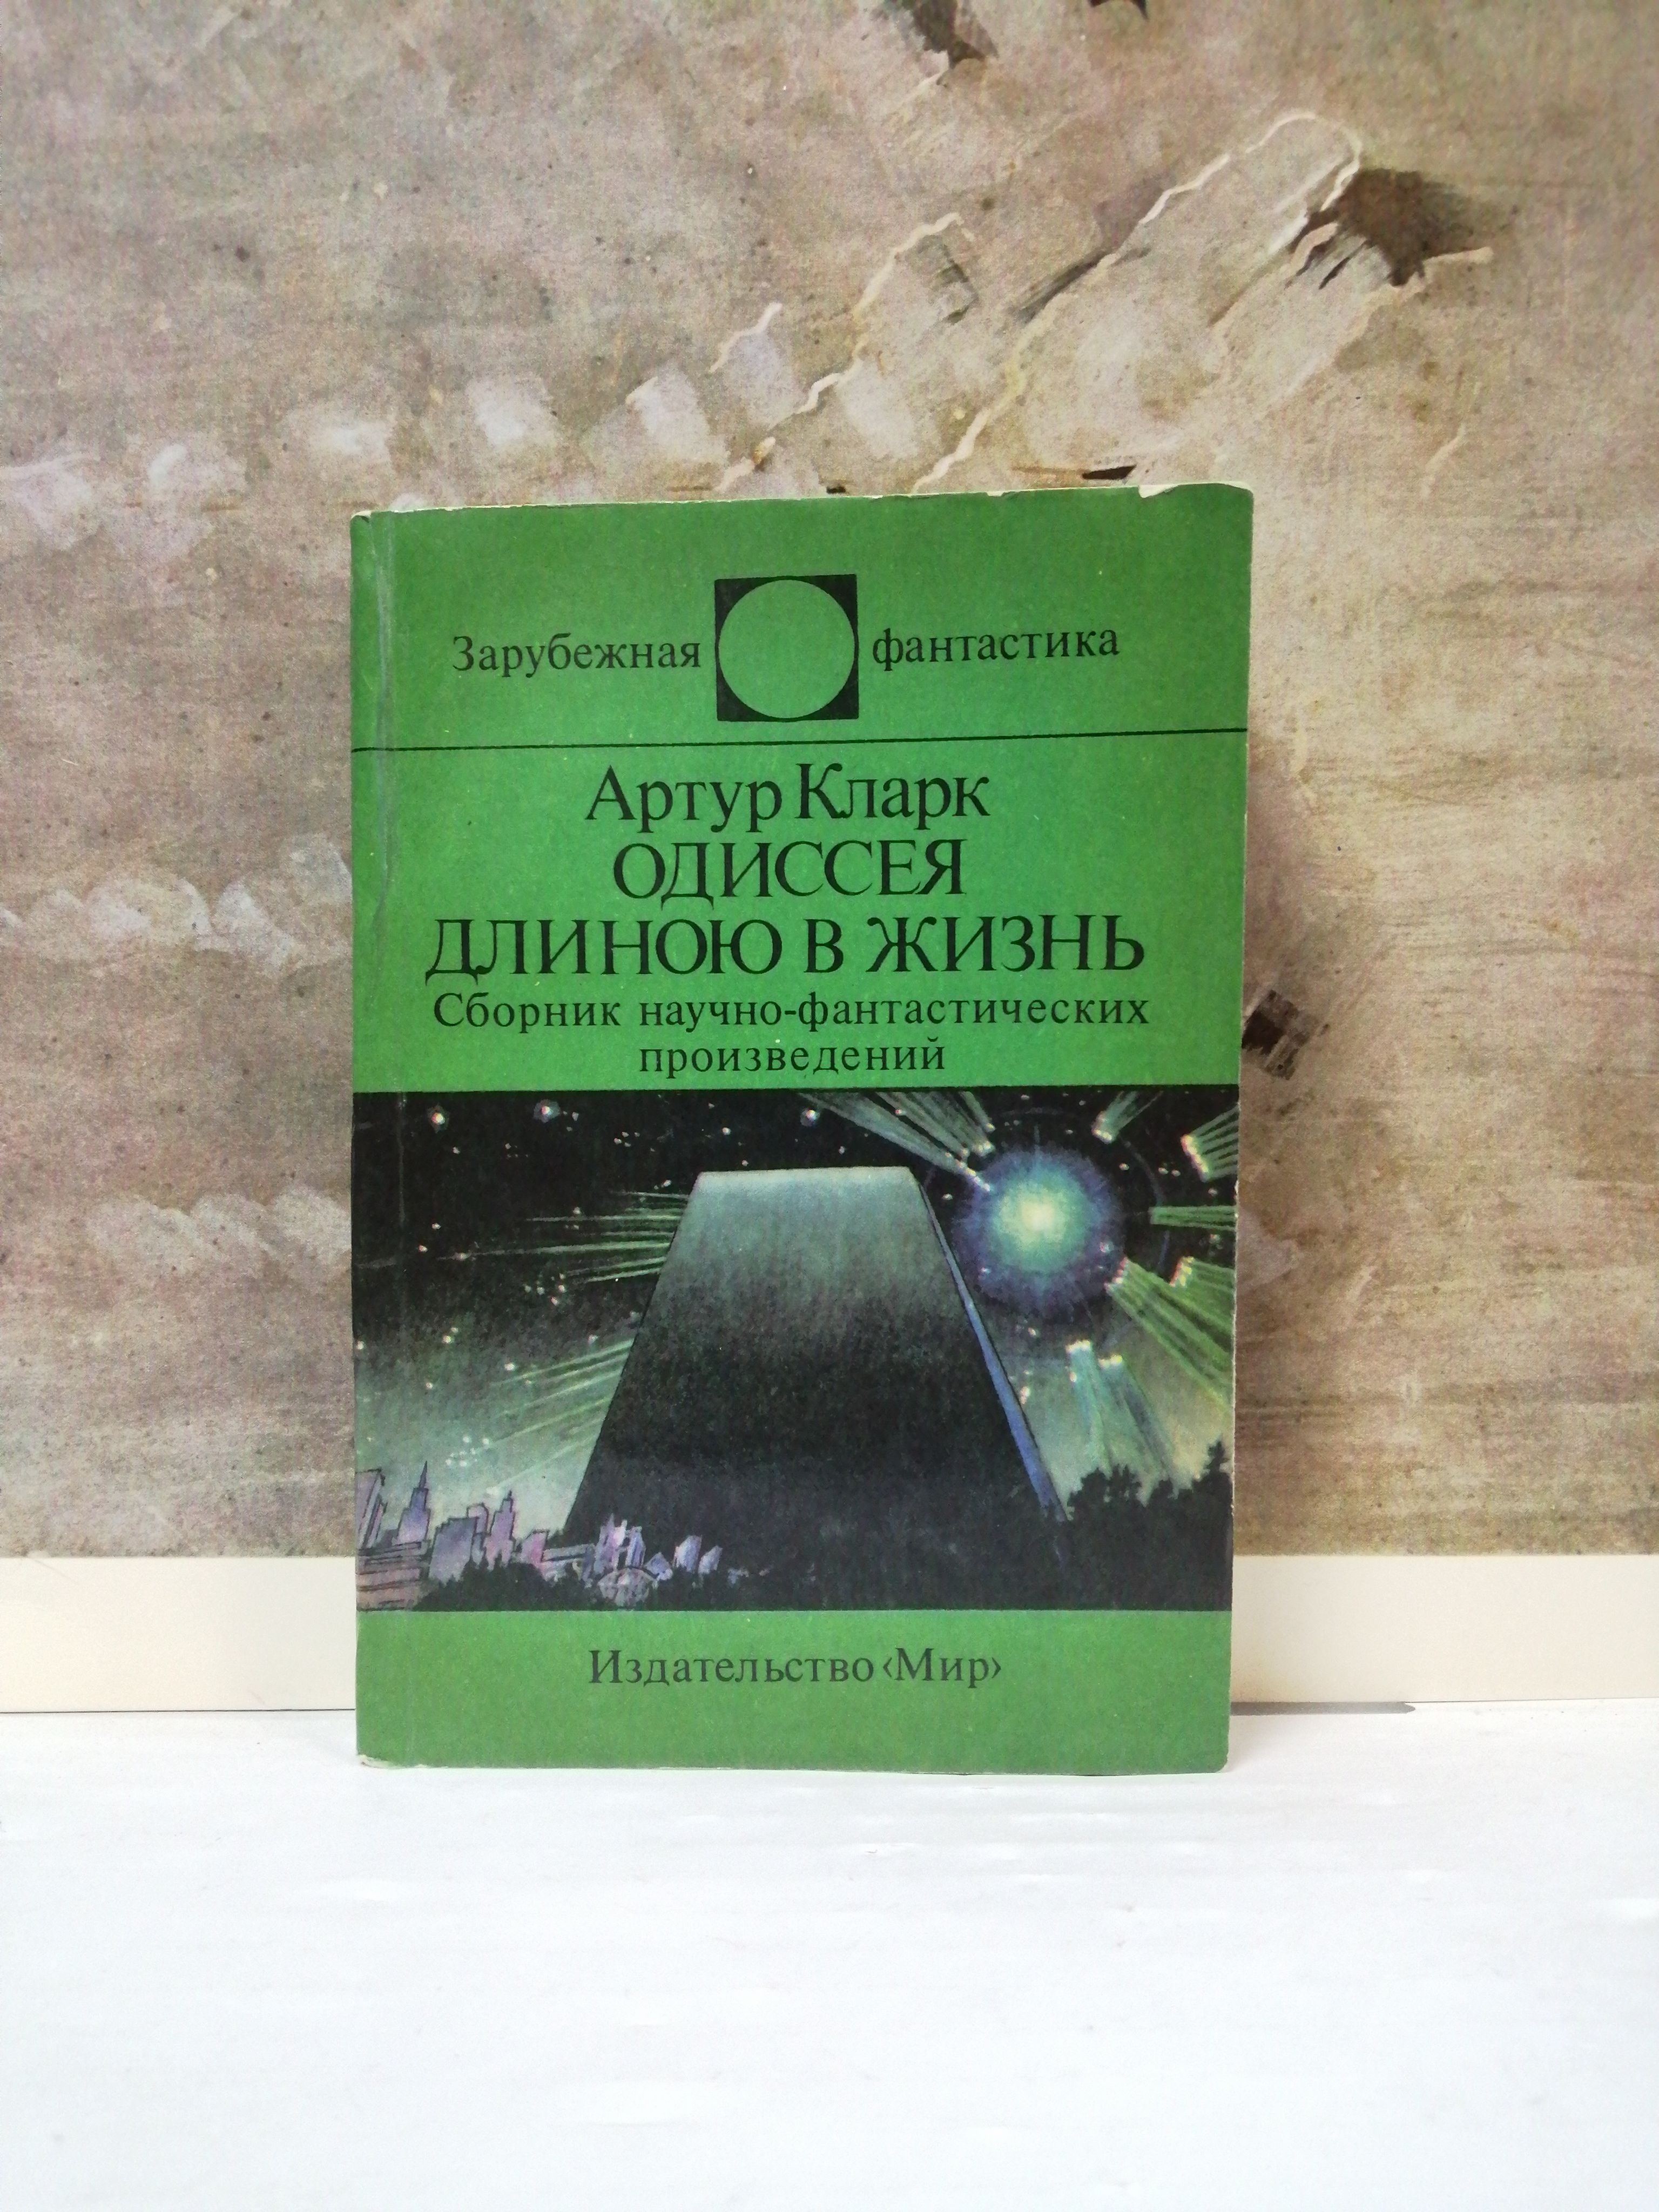 Зарубежная фантастика
Артур Кларк
ОДИССЕЯ
ДЛИНОЮ В ЖИЗНЬ
Сборник научно-фантастических
произведений
Издательство ‹Мир›